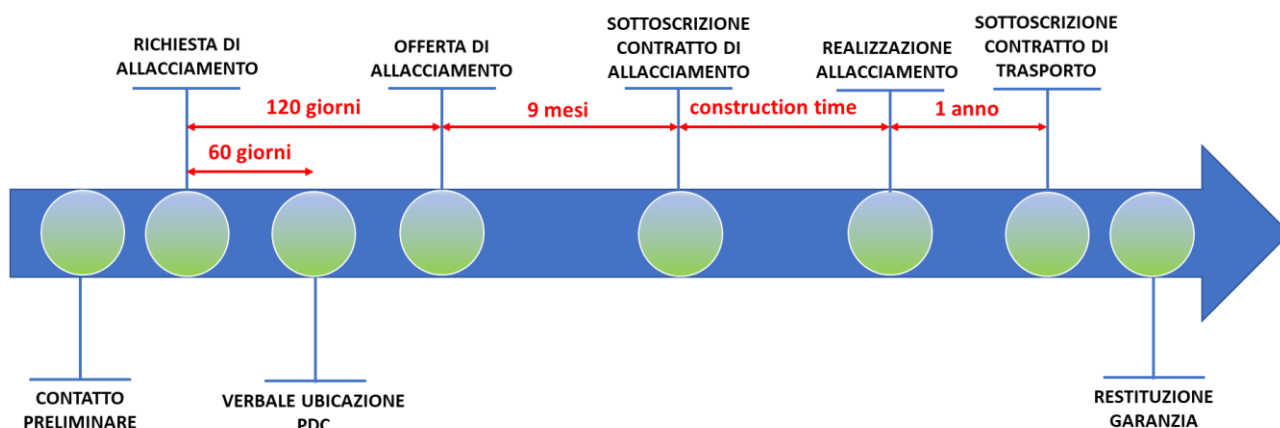 RICHIESTA DI
ALLACCIAMENTO
OFFERTA DI
ALLACCIAMENTO
SOTTOSCRIZIONE
CONTRATTO DI
ALLACCIAMENTO
REALIZZAZIONE
ALLACCIAMENTO
SOTTOSCRIZIONE
CONTRATTO DI
TRASPORTO
120 giorni
9 mesi
construction time
1 anno
60 giorni
CONTATTO
PRELIMINARE
VERBALE UBICAZIONE
PDC
RESTITUZIONE
GARANZIA